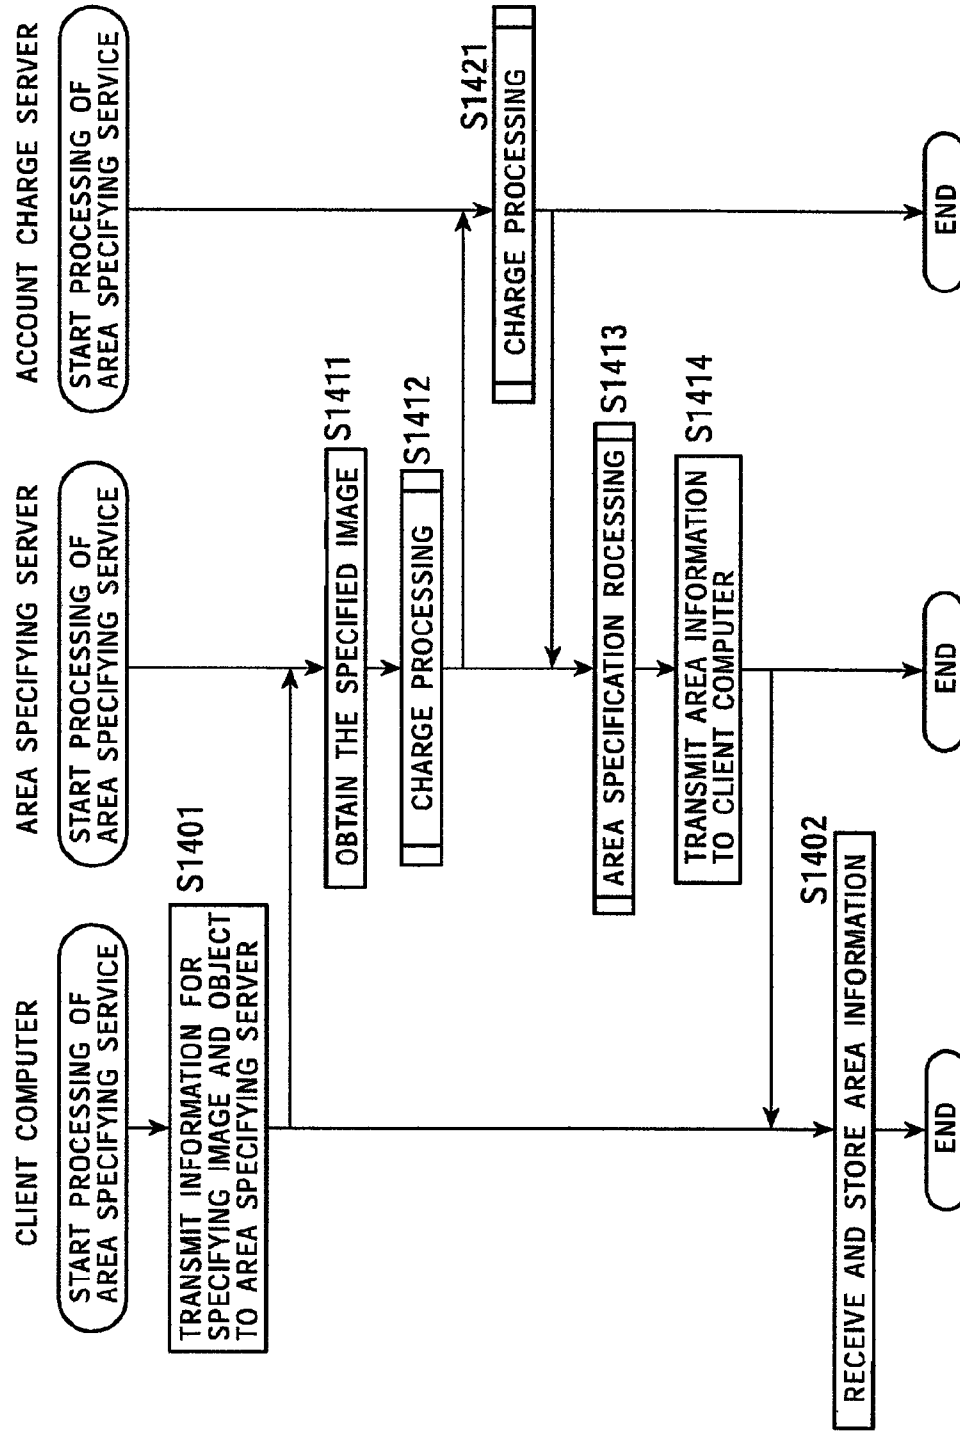 CLIENT COMPUTER
START PROCESSING OF
AREA SPECIFYING SERVICE
S1401
TRANSMIT INFORMATION FOR
SPECIFYING IMAGE AND OBJECT
TO AREA SPECIFYING SERVER
S1402
RECEIVE AND STORE AREA INFORMATION
END
AREA SPECIFYING SERVER
START PROCESSING OF
AREA SPECIFYING SERVICE
OBTAIN THE SPECIFIED IMAGE
S1411
CHARGE PROCESSING
S1412
AREA SPECIFICATION ROCESSING
S1413
TRANSMIT AREA INFORMATION
TO CLIENT COMPUTER
S1414
END
ACCOUNT CHARGE SERVER
START PROCESSING OF
AREA SPECIFYING SERVICE
S1421
CHARGE PROCESSING
END